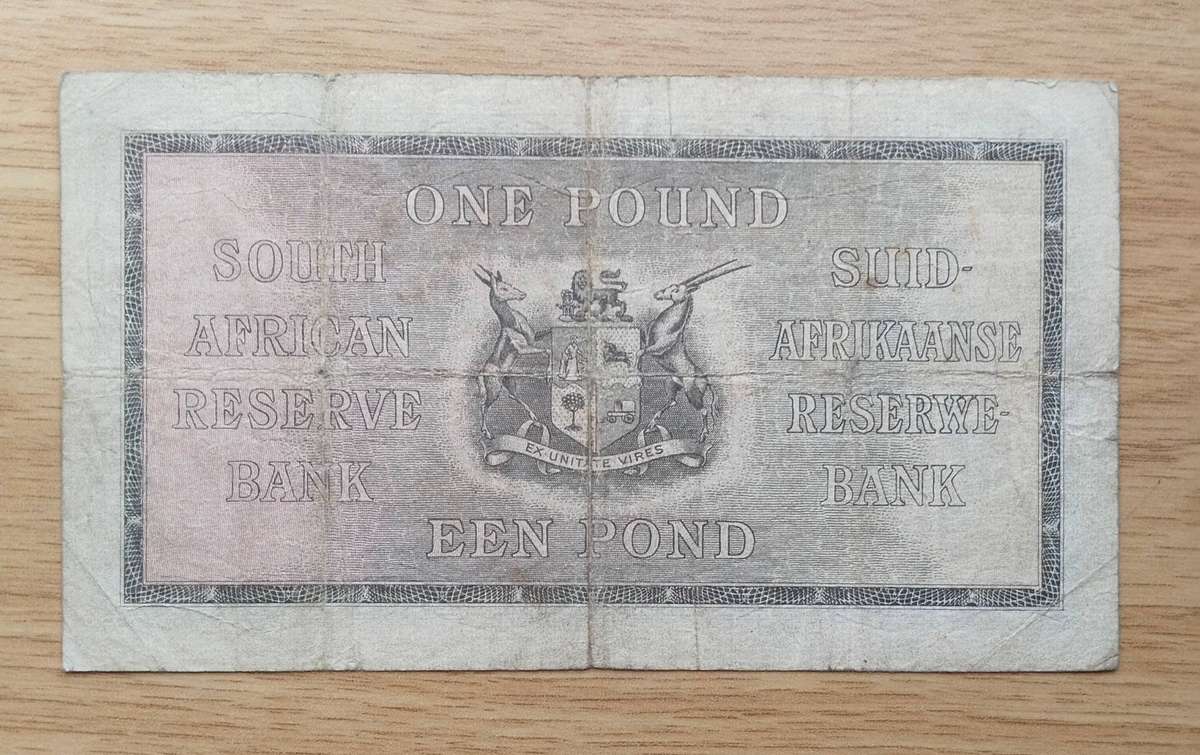 ONE POUND
SOUTH
AFRICAN
RESERVE
BANK
SUID-
AFRIKAANSE
RESERWE-
BANK
EX·UNITATE VIRES
EEN POND